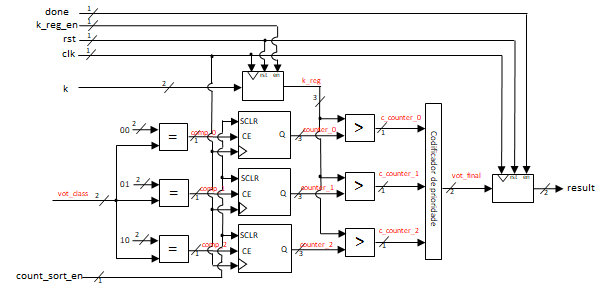 done 1
k_reg_en 1
rst 1
clk 1
rst en
k 2
k_reg
3
SCLR
c_counter_0
00 2
= comp_0 1
CE Q counter_0 3
> 1
rst en
SCLR
c_counter_1
vot_final
01 2
= 1
CE Q counter_1 3
> 1
2
2 result
vot_class 2
SCLR
c_counter_2
10 2
= comp_2 1
CE Q counter_2 3
> 1
Codificador de prioridade
count_sort_en 1